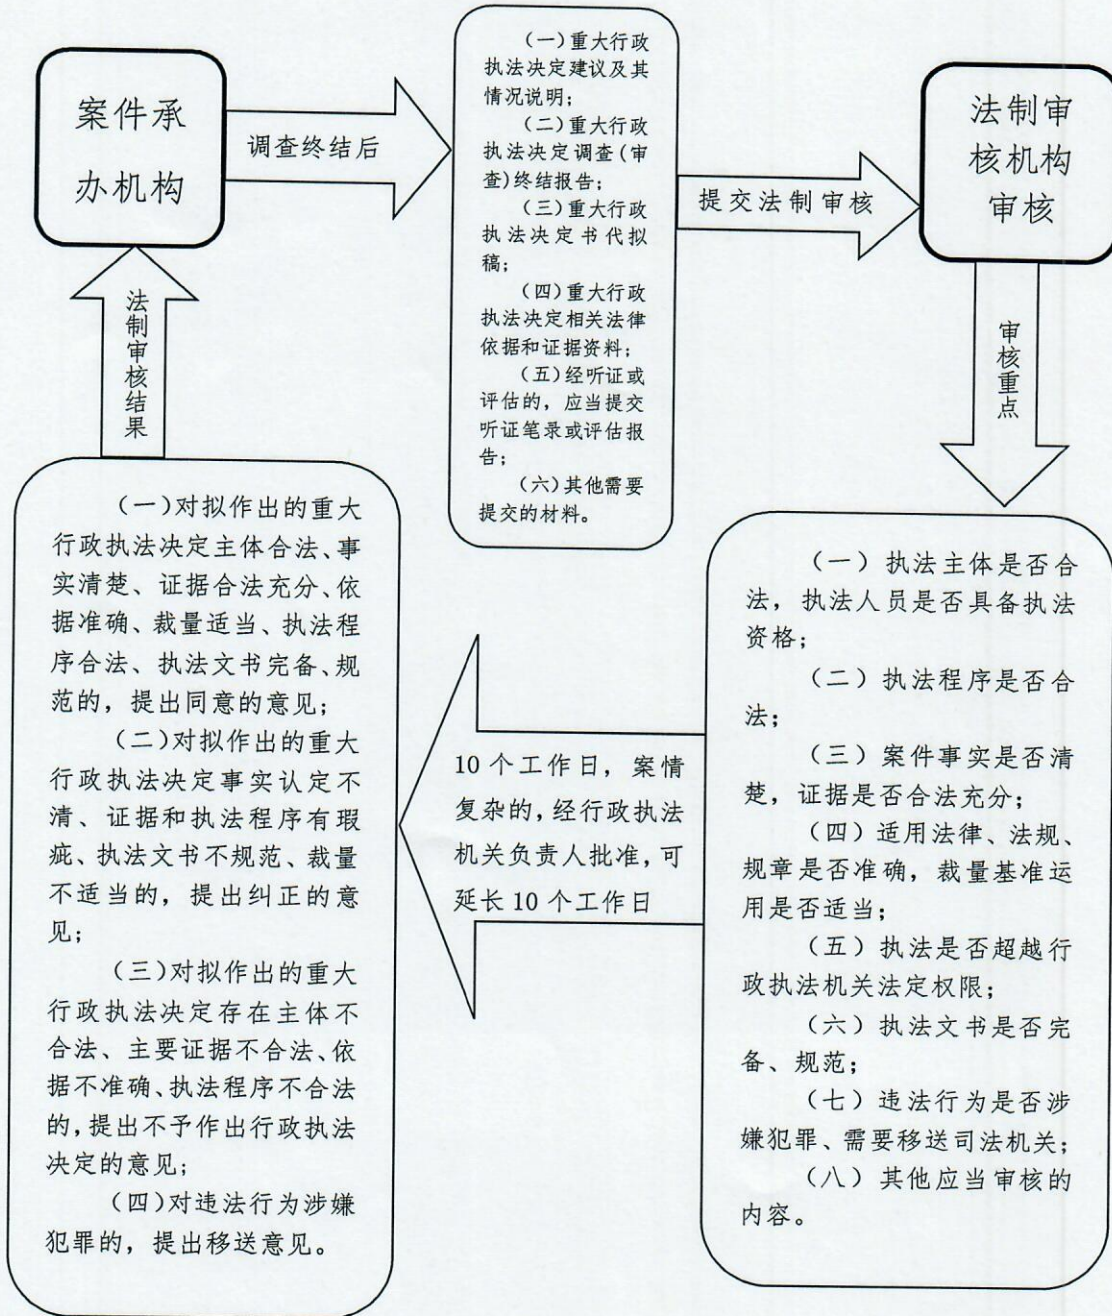 案件承
办机构
调查终结后
（一）重大行政
执法决定建议及其
情况说明；
（二）重大行政
执法决定调查(审
查)终结报告；
（三）重大行政
执法决定书代拟
稿；
（四）重大行政
执法决定相关法律
依据和证据资料；
（五）经听证或
评估的，应当提交
听证笔录或评估报
告；
（六）其他需要
提交的材料。
提交法制审核
法制审
核机构
审核
审核重点
（一）执法主体是否合
法，执法人员是否具备执法
资格；
（二）执法程序是否合
法；
（三）案件事实是否清
楚，证据是否合法充分；
（四）适用法律、法规、
规章是否准确，裁量基准运
用是否适当；
（五）执法是否超越行
政执法机关法定权限；
（六）执法文书是否完
备、规范；
（七）违法行为是否涉
嫌犯罪、需要移送司法机关；
（八）其他应当审核的
内容。
10个工作日，案情
复杂的，经行政执法
机关负责人批准，可
延长10个工作日
（一）对拟作出的重大
行政执法决定主体合法、事
实清楚、证据合法充分、依
据准确、裁量适当、执法程
序合法、执法文书完备、规
范的，提出同意的意见；
（二）对拟作出的重大
行政执法决定事实认定不
清、证据和执法程序有瑕
疵、执法文书不规范、裁量
不适当的，提出纠正的意
见；
（三）对拟作出的重大
行政执法决定存在主体不
合法、主要证据不合法、依
据不准确、执法程序不合法
的，提出不予作出行政执法
决定的意见；
（四）对违法行为涉嫌
犯罪的，提出移送意见。
法制审核结果